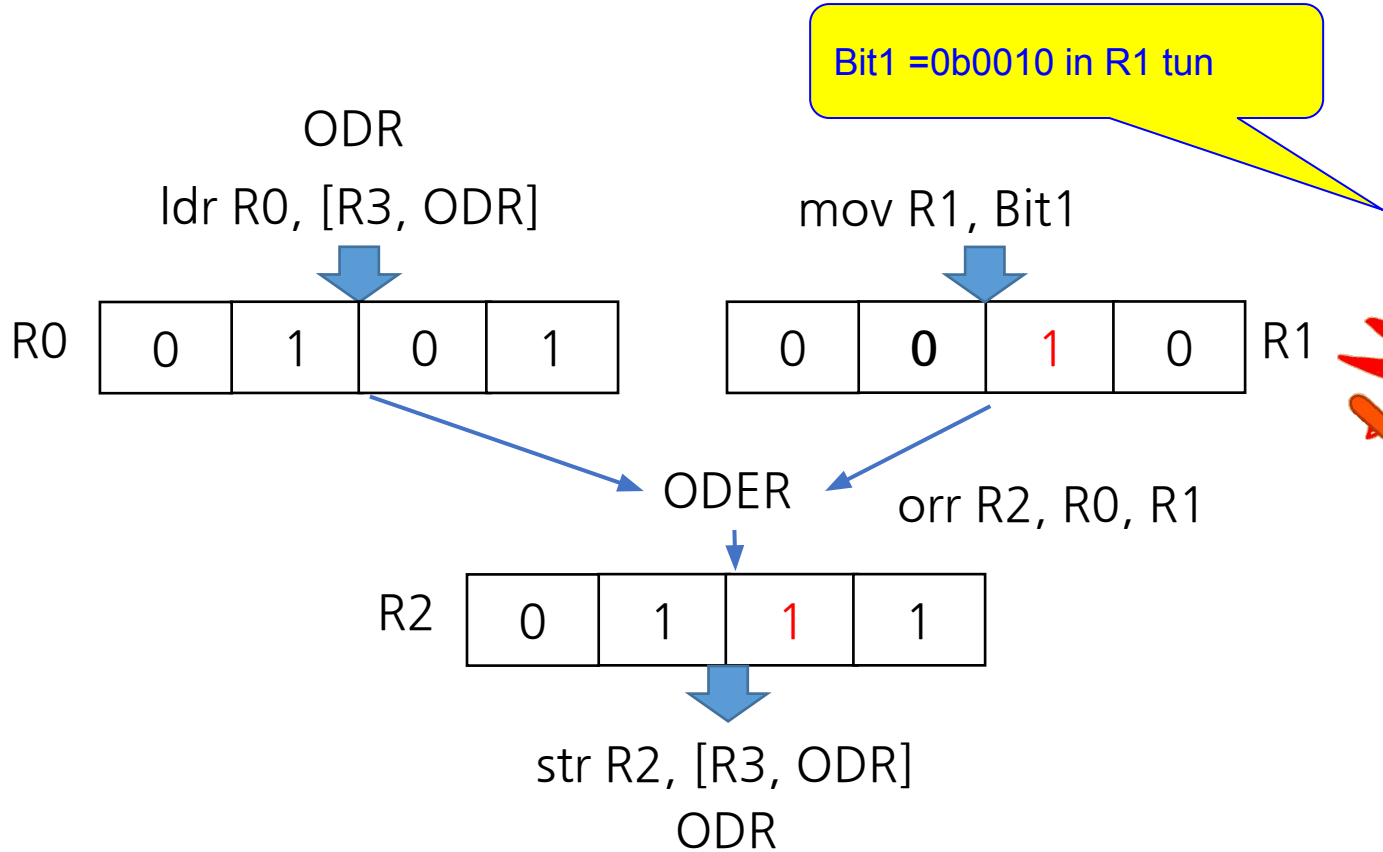 Bit1 =0b0010 in R1 tun
ODR
ldr R0, [R3, ODR]
mov R1, Bit1
R0 0 1 0 1
0 0 1 0 R1
ODER
orr R2, R0, R1
R2 0 1 1 1
str R2, [R3, ODR]
ODR